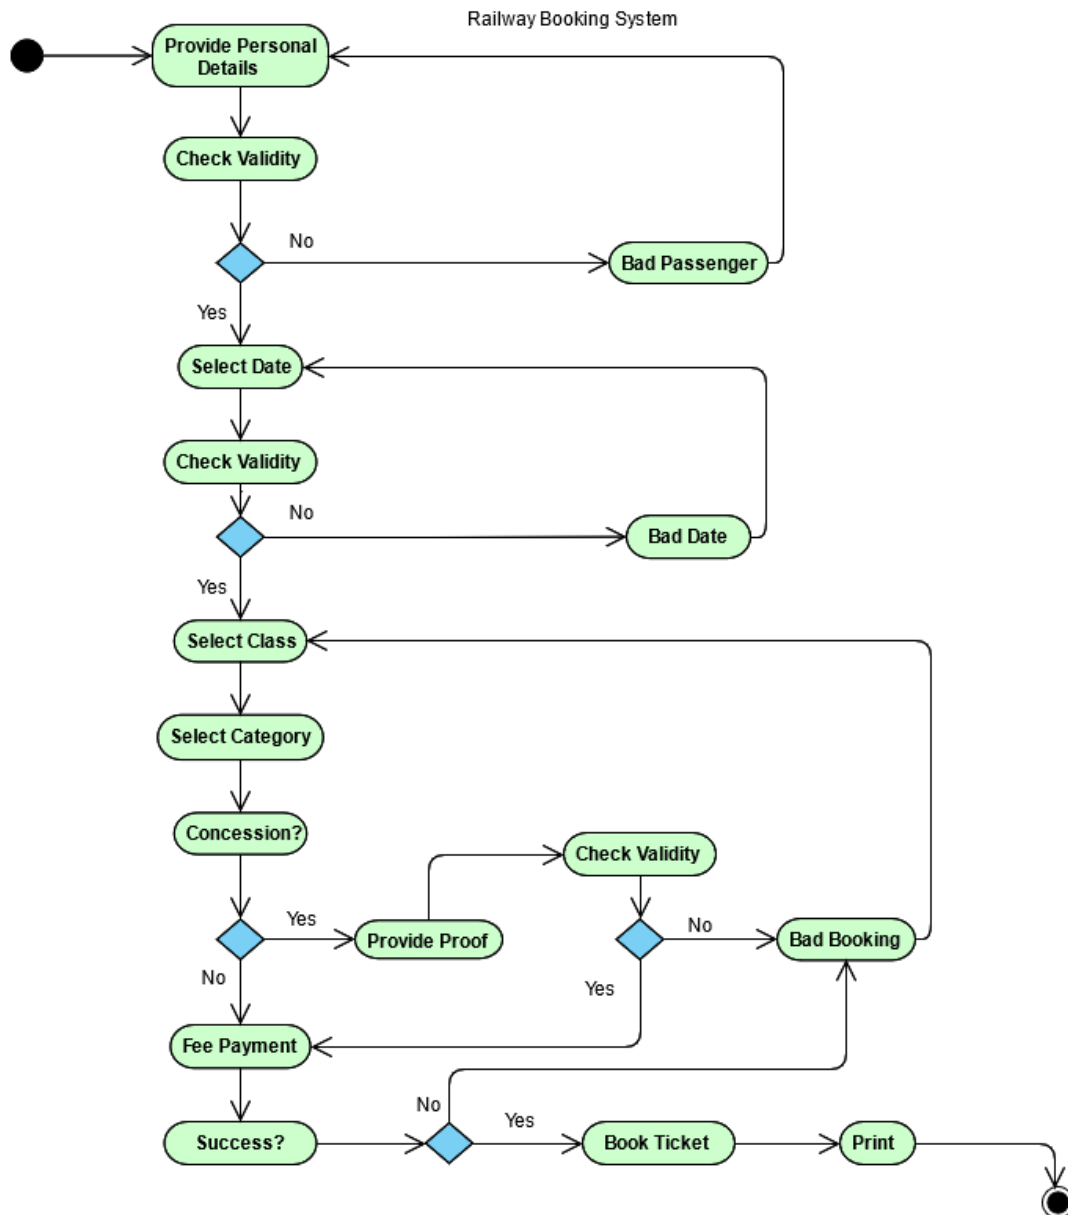 Railway Booking System
Provide Personal
Details
Check Validity
No
Bad Passenger
Yes
Select Date
Check Validity
No
Bad Date
Yes
Select Class
Select Category
Concession?
Check Validity
Yes
Provide Proof
No
Bad Booking
No
Yes
Fee Payment
No
Success?
Yes
Book Ticket
Print